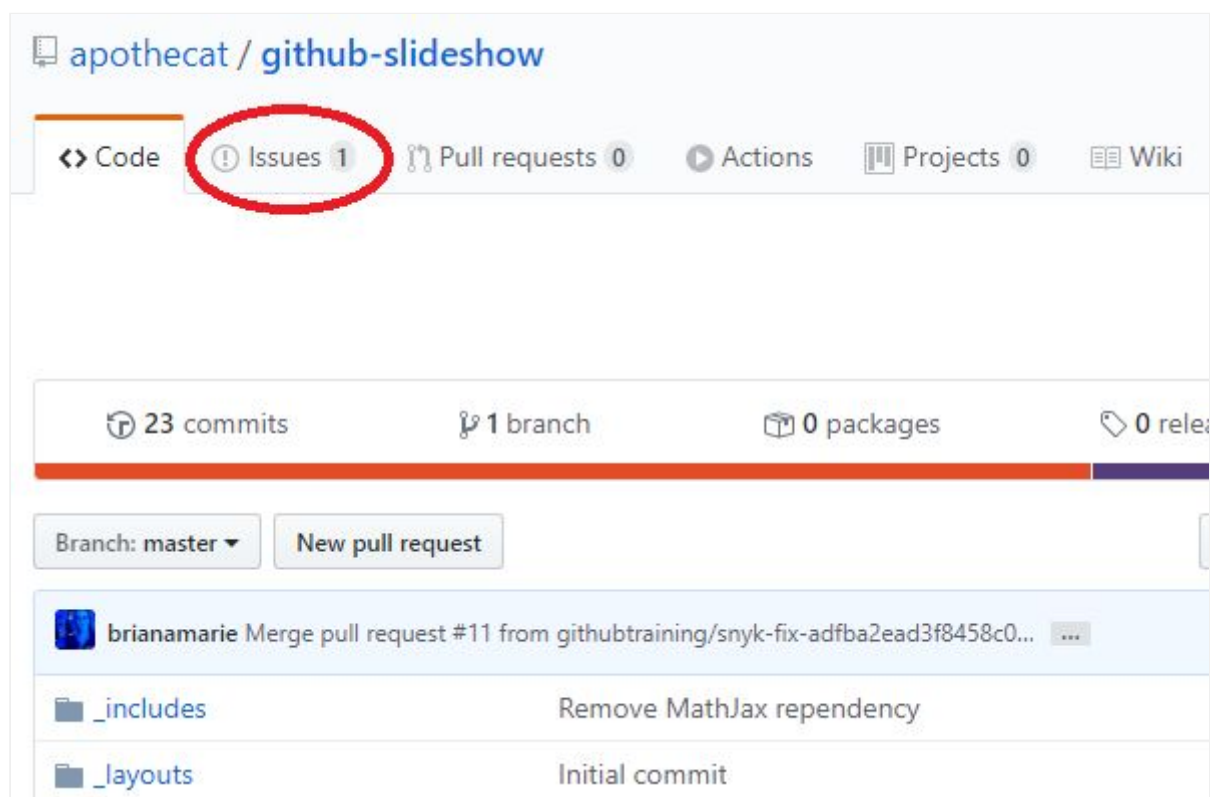 apothecat / github-slideshow
Code Issues 1 Pull requests 0 Actions Projects 0 Wiki
23 commits 1 branch 0 packages 0 relea
Branch: master New pull request
brianamarie Merge pull request #11 from githubtraining/snyk-fix-adfba2ead3f8458c0... ...
_includes Remove MathJax rependency
_layouts Initial commit